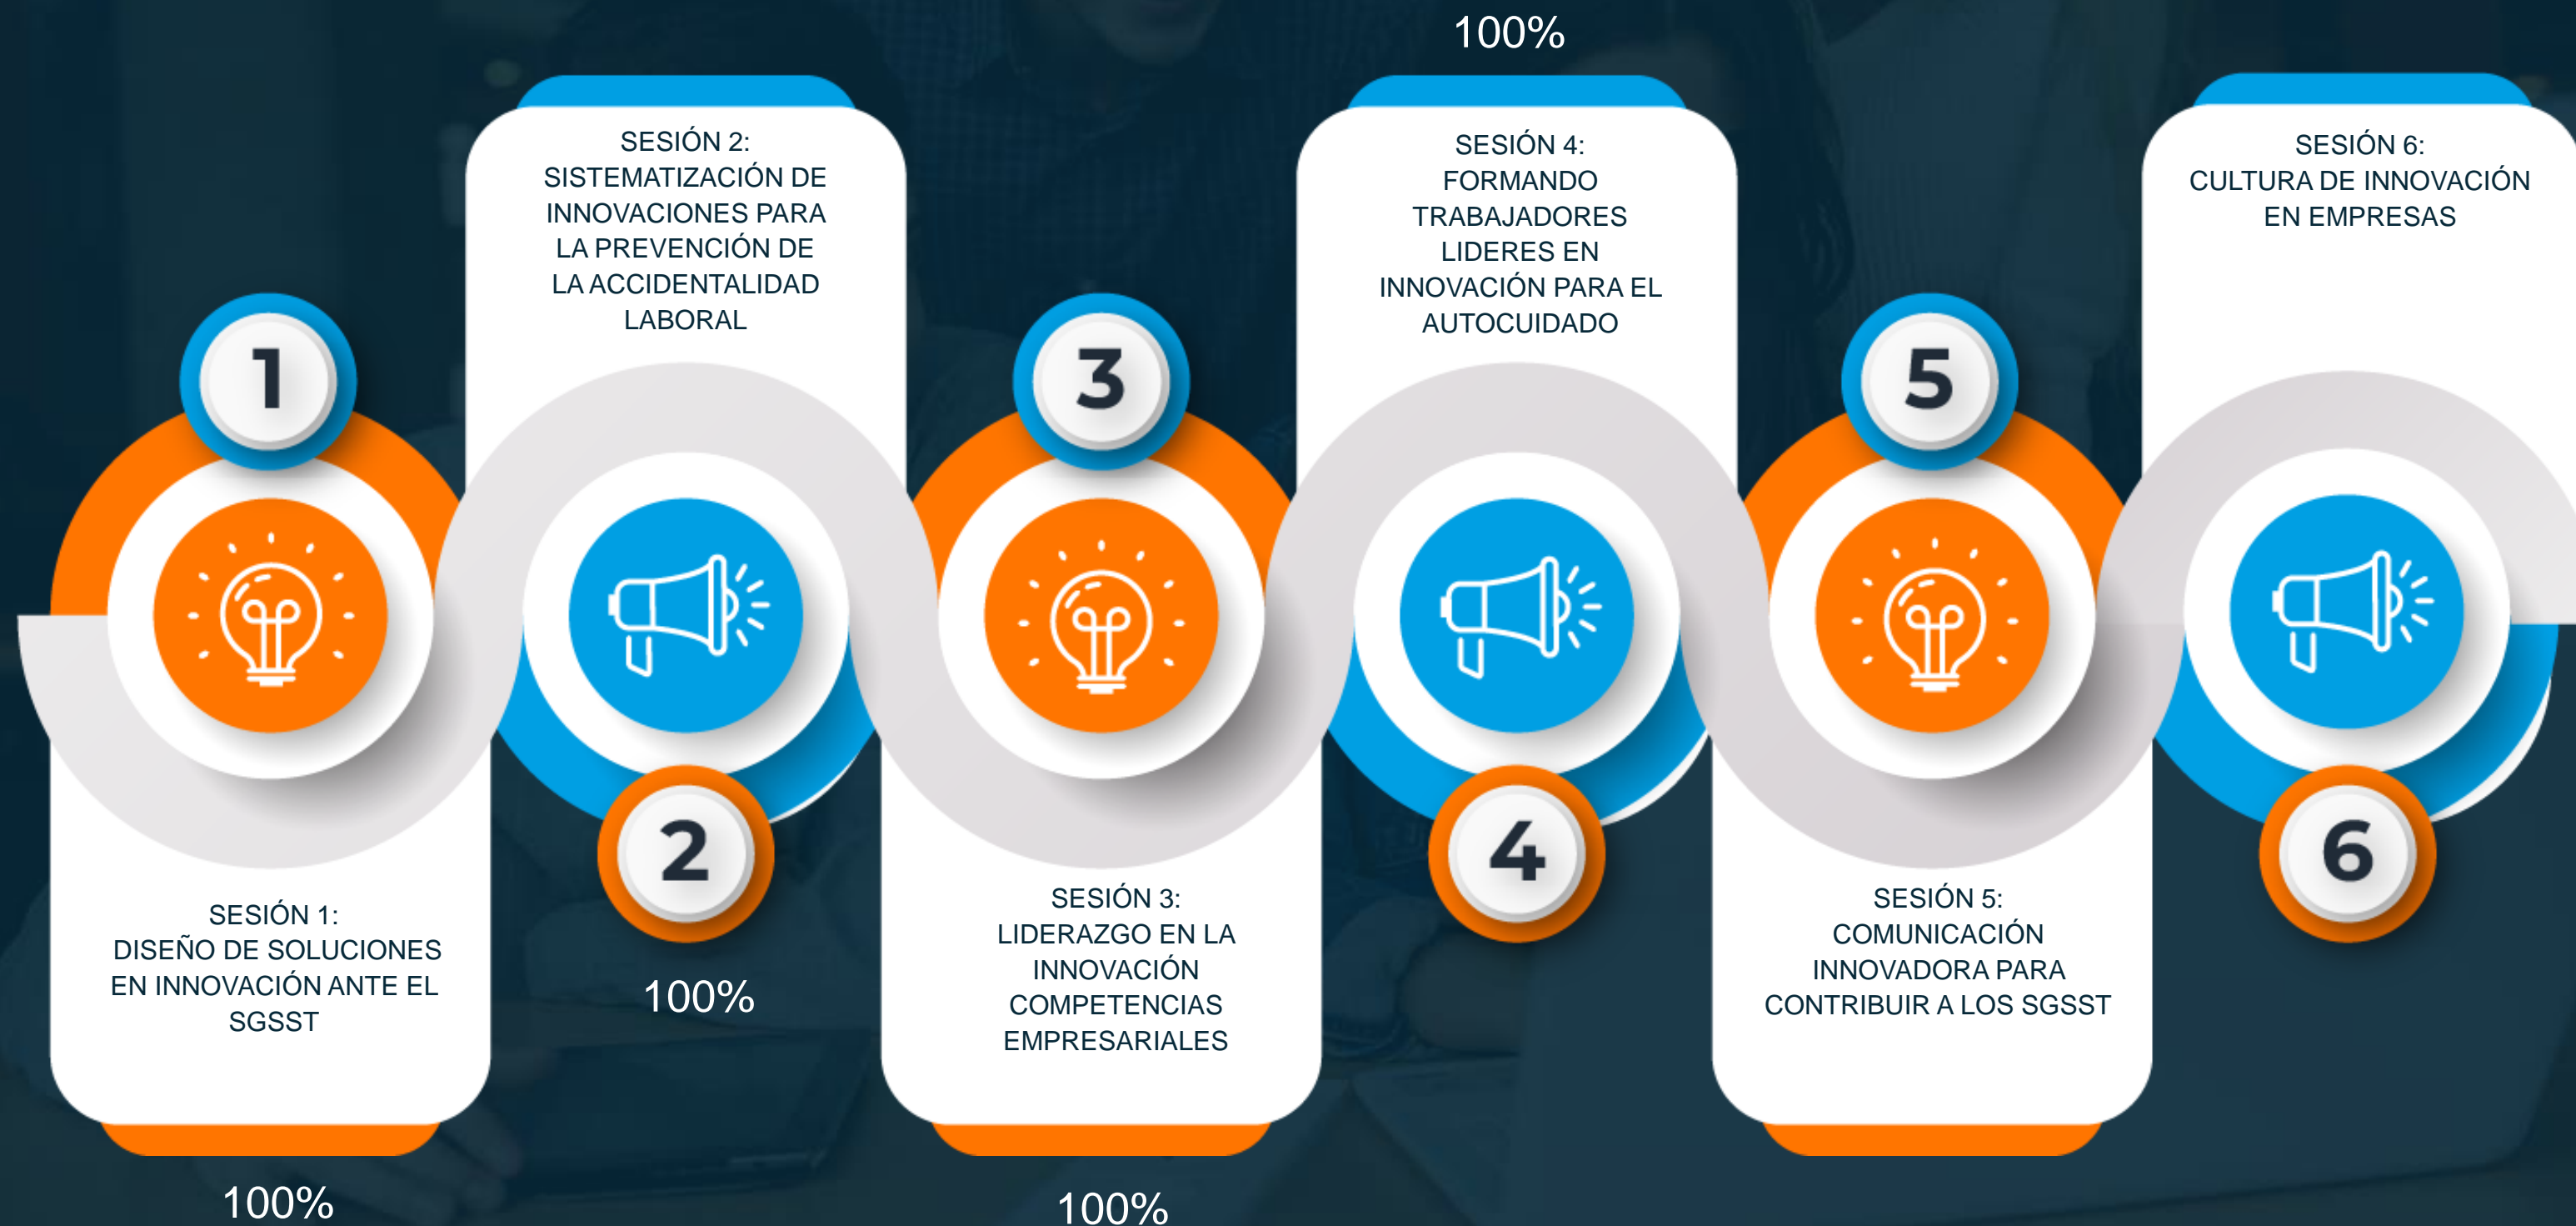 1
SESIÓN 1:
DISEÑO DE SOLUCIONES
EN INNOVACIÓN ANTE EL
SGSST
100%
SESIÓN 2:
SISTEMATIZACIÓN DE
INNOVACIONES PARA
LA PREVENCIÓN DE
LA ACCIDENTALIDAD
LABORAL
2
100%
3
SESIÓN 3:
LIDERAZGO EN LA
INNOVACIÓN
COMPETENCIAS
EMPRESARIALES
100%
100%
SESIÓN 4:
FORMANDO
TRABAJADORES
LIDERES EN
INNOVACIÓN PARA EL
AUTOCUIDADO
4
5
SESIÓN 5:
COMUNICACIÓN
INNOVADORA PARA
CONTRIBUIR A LOS SGSST
SESIÓN 6:
CULTURA DE INNOVACIÓN
EN EMPRESAS
6